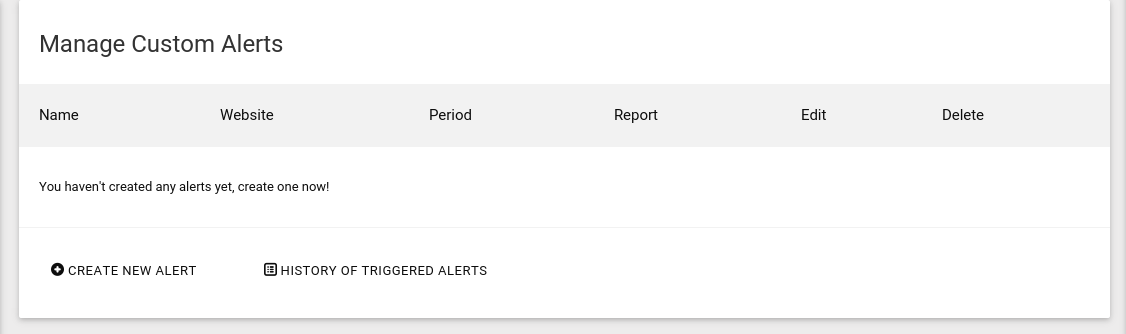 Manage Custom Alerts
Name Website Period Report Edit Delete
You haven't created any alerts yet, create one now!
CREATE NEW ALERT HISTORY OF TRIGGERED ALERTS